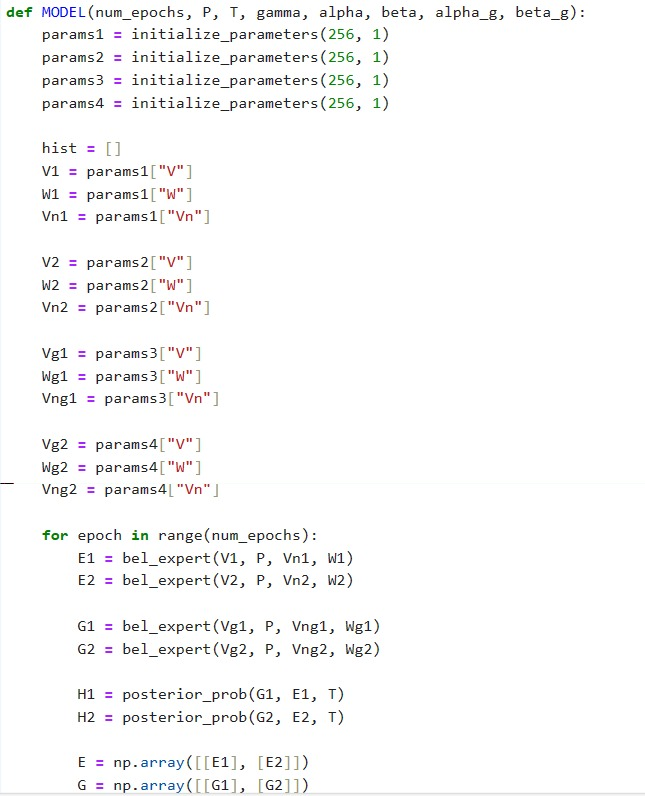 def MODEL(num_epochs, P, T, gamma, alpha, beta, alpha_g, beta_g):
    params1 = initialize_parameters(256, 1)
    params2 = initialize_parameters(256, 1)
    params3 = initialize_parameters(256, 1)
    params4 = initialize_parameters(256, 1)

    hist = []
    V1 = params1["V"]
    W1 = params1["W"]
    Vn1 = params1["Vn"]

    V2 = params2["V"]
    W2 = params2["W"]
    Vn2 = params2["Vn"]

    Vg1 = params3["V"]
    Wg1 = params3["W"]
    Vng1 = params3["Vn"]

    Vg2 = params4["V"]
    Wg2 = params4["W"]
    Vng2 = params4["Vn"]

    for epoch in range(num_epochs):
        E1 = bel_expert(V1, P, Vn1, W1)
        E2 = bel_expert(V2, P, Vn2, W2)

        G1 = bel_expert(Vg1, P, Vng1, Wg1)
        G2 = bel_expert(Vg2, P, Vng2, Wg2)

        H1 = posterior_prob(G1, E1, T)
        H2 = posterior_prob(G2, E2, T)

        E = np.array([[E1], [E2]])
        G = np.array([[G1], [G2]])